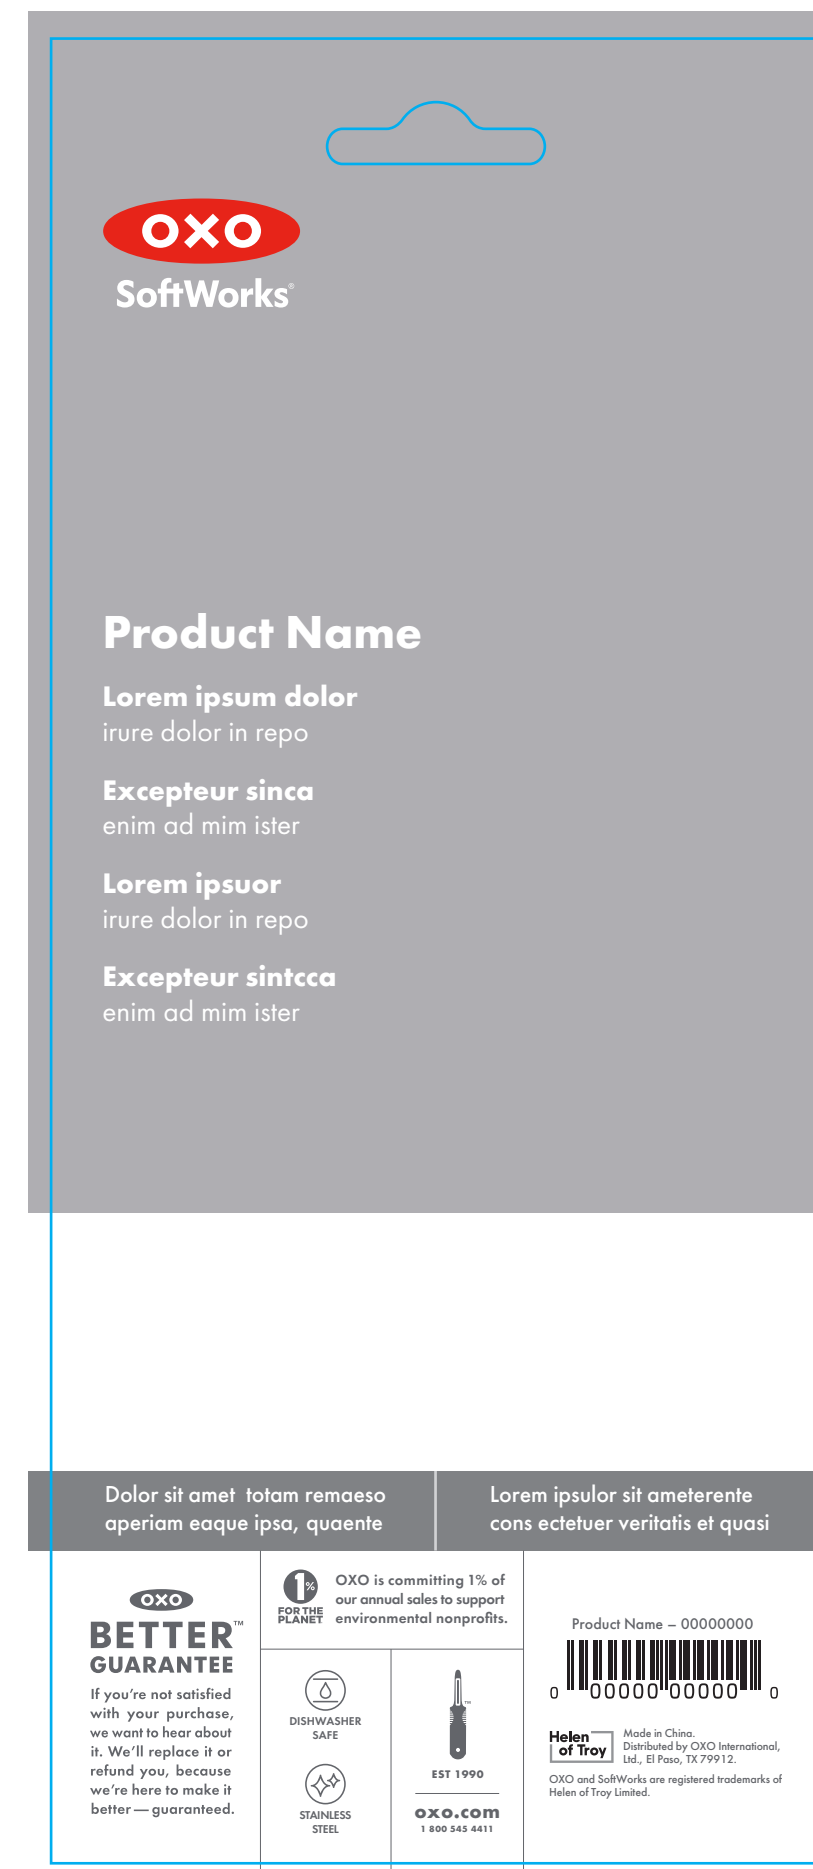 OXO
SoftWorks®
Product Name
Lorem ipsum dolor
irure dolor in repo
Excepteur sinca
enim ad mim ister
Lorem ipsuor
irure dolor in repo
Excepteur sintcca
enim ad mim ister
Dolor sit amet totam remaeso
aperiam eaque ipsa, quaente
Lorem ipsulor sit ameterente
cons ectetuer veritatis et quasi
OXO
BETTER™
GUARANTEE
If you’re not satisfied
with your purchase,
we want to hear about
it. We’ll replace it or
refund you, because
we’re here to make it
better — guaranteed.
1%
FOR THE
PLANET
OXO is committing 1% of
our annual sales to support
environmental nonprofits.
DISHWASHER
SAFE
STAINLESS
STEEL
™
EST 1990
oxo.com
1 800 545 4411
Product Name – 00000000
0 00000 00000 0
Helen
of Troy
Made in China.
Distributed by OXO International,
Ltd., El Paso, TX 79912.
OXO and SoftWorks are registered trademarks of
Helen of Troy Limited.